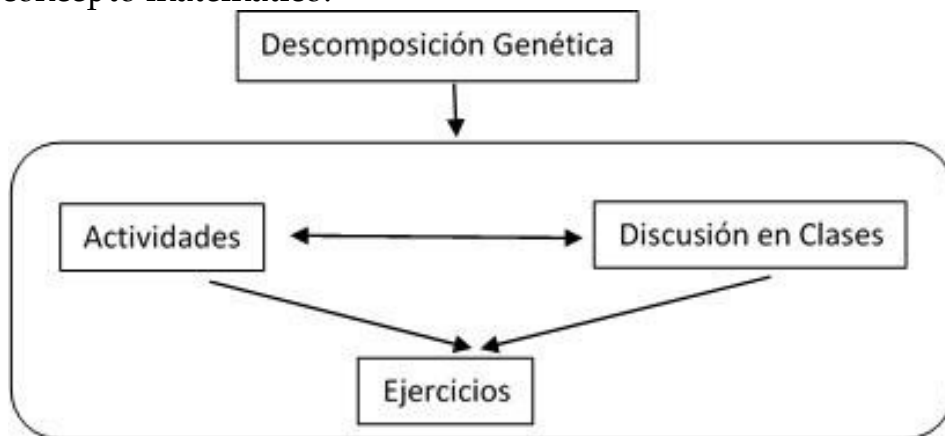 Descomposición Genética
Actividades
Discusión en Clases
Ejercicios